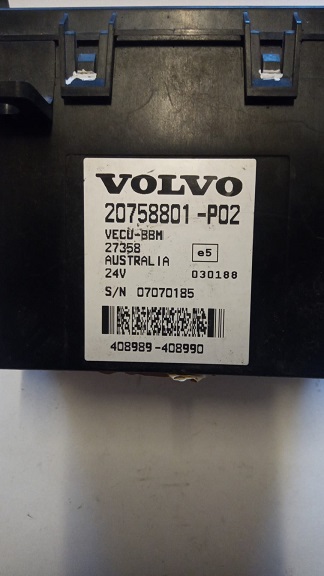 VOLVO
20758801-P02
VECU-BBM
27358 e5
AUSTRALIA
24V 030188
S/N 07070185
408989-408990